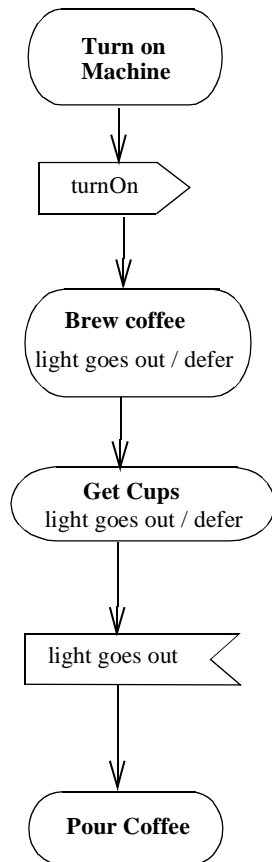 Turn on
Machine
turnOn
Brew coffee
light goes out / defer
Get Cups
light goes out / defer
light goes out
Pour Coffee